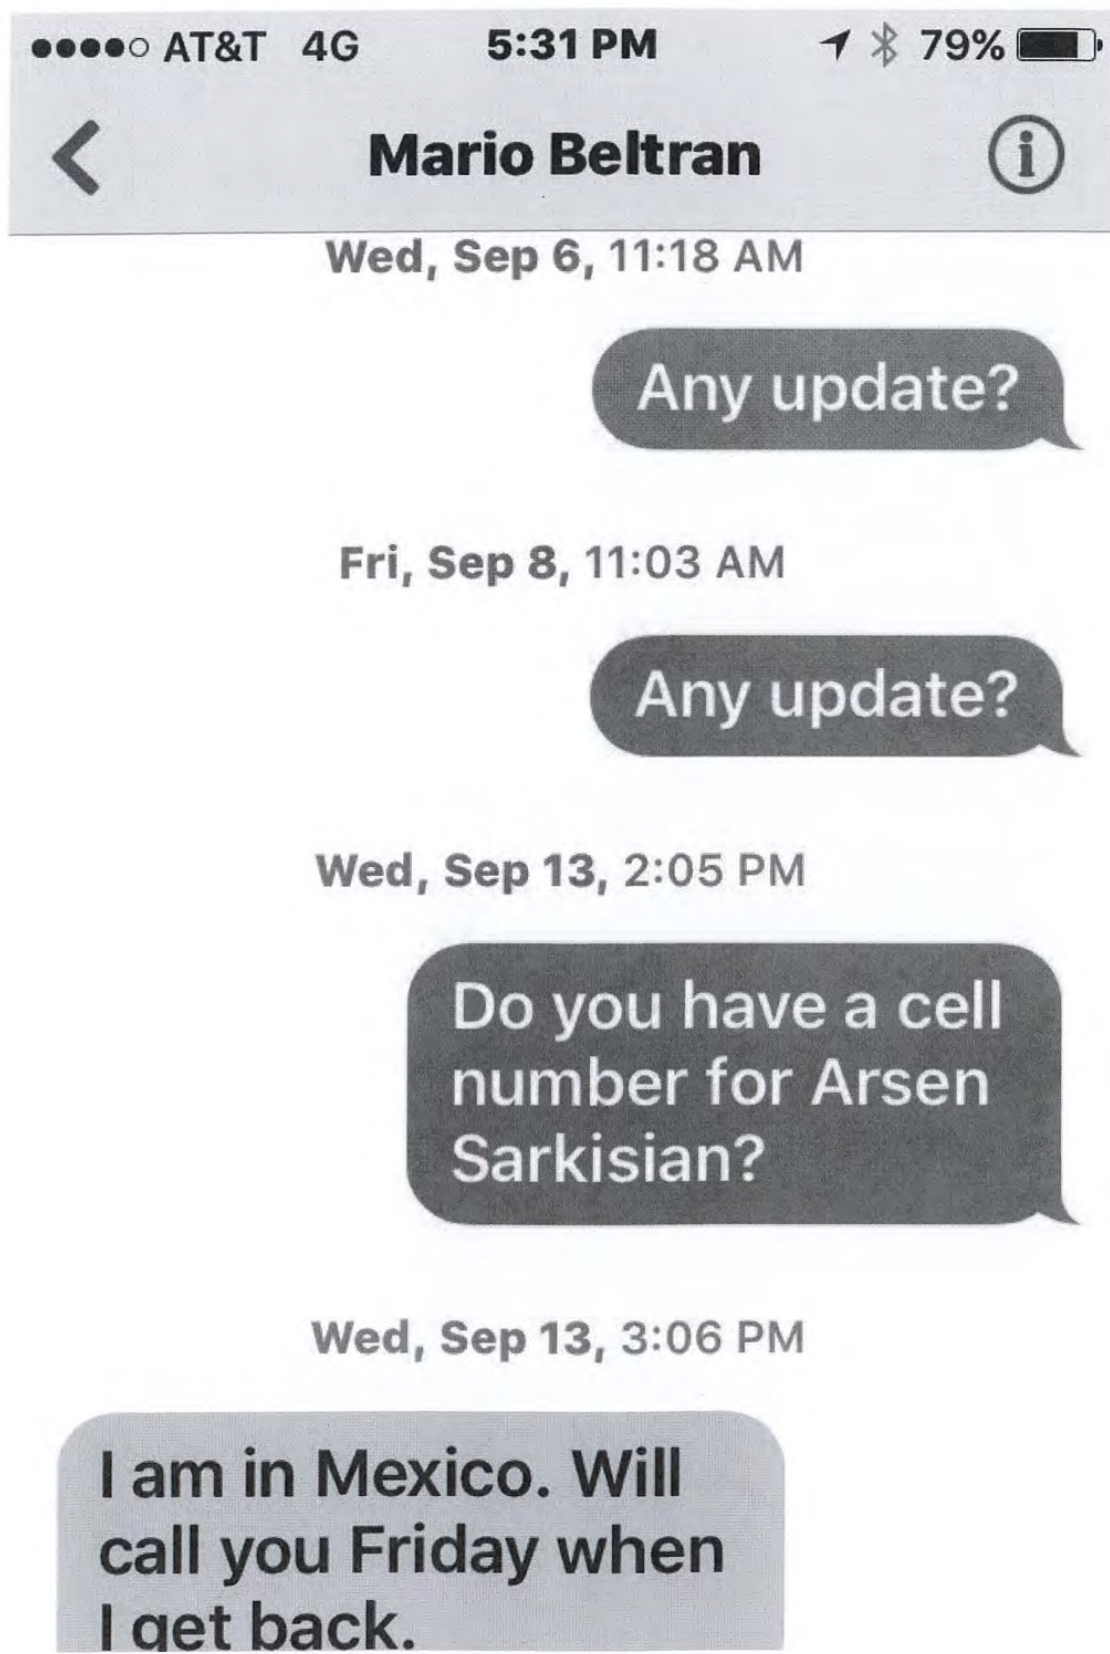 AT&T 4G 5:31 PM 79%
Mario Beltran
Wed, Sep 6, 11:18 AM
Any update?
Fri, Sep 8, 11:03 AM
Any update?
Wed, Sep 13, 2:05 PM
Do you have a cell
number for Arsen
Sarkisian?
Wed, Sep 13, 3:06 PM
I am in Mexico. Will
call you Friday when
I get back.